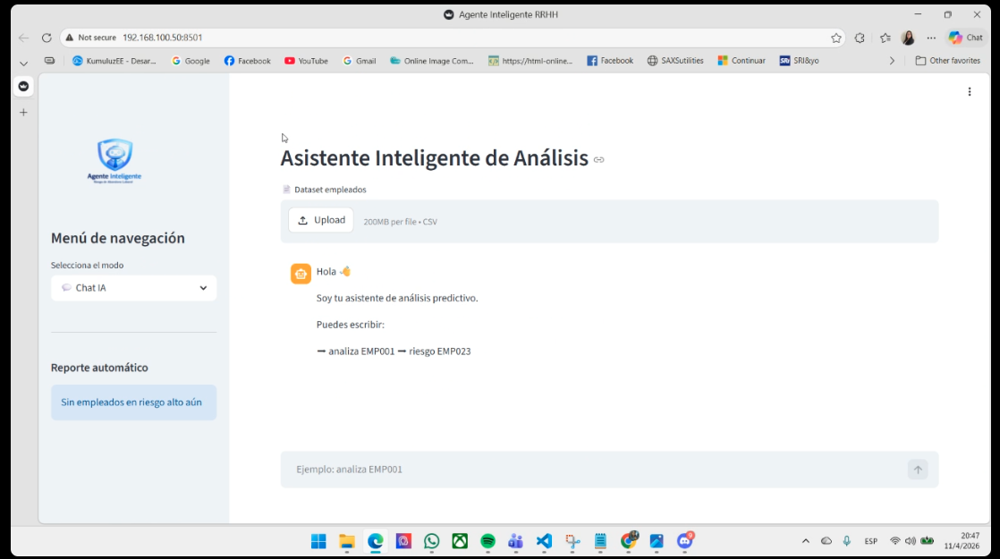 Agente Inteligente RRHH
Not secure 192.168.100.50:8501
Chat
KumuluzEE - Desar...
Google
Facebook
YouTube
Gmail
Online Image Com...
https://html-online...
Facebook
SAXSutilities
Continuar
SRI&yo
Other favorites
Agente Inteligente
Menú de navegación
Selecciona el modo
Chat IA
Reporte automático
Sin empleados en riesgo alto aún
Asistente Inteligente de Análisis
Dataset empleados
Upload
200MB per file • CSV
Hola 👋
Soy tu asistente de análisis predictivo.
Puedes escribir:
➡ analiza EMP001 ➡ riesgo EMP023
Ejemplo: analiza EMP001
ESP
20:47
11/4/2026